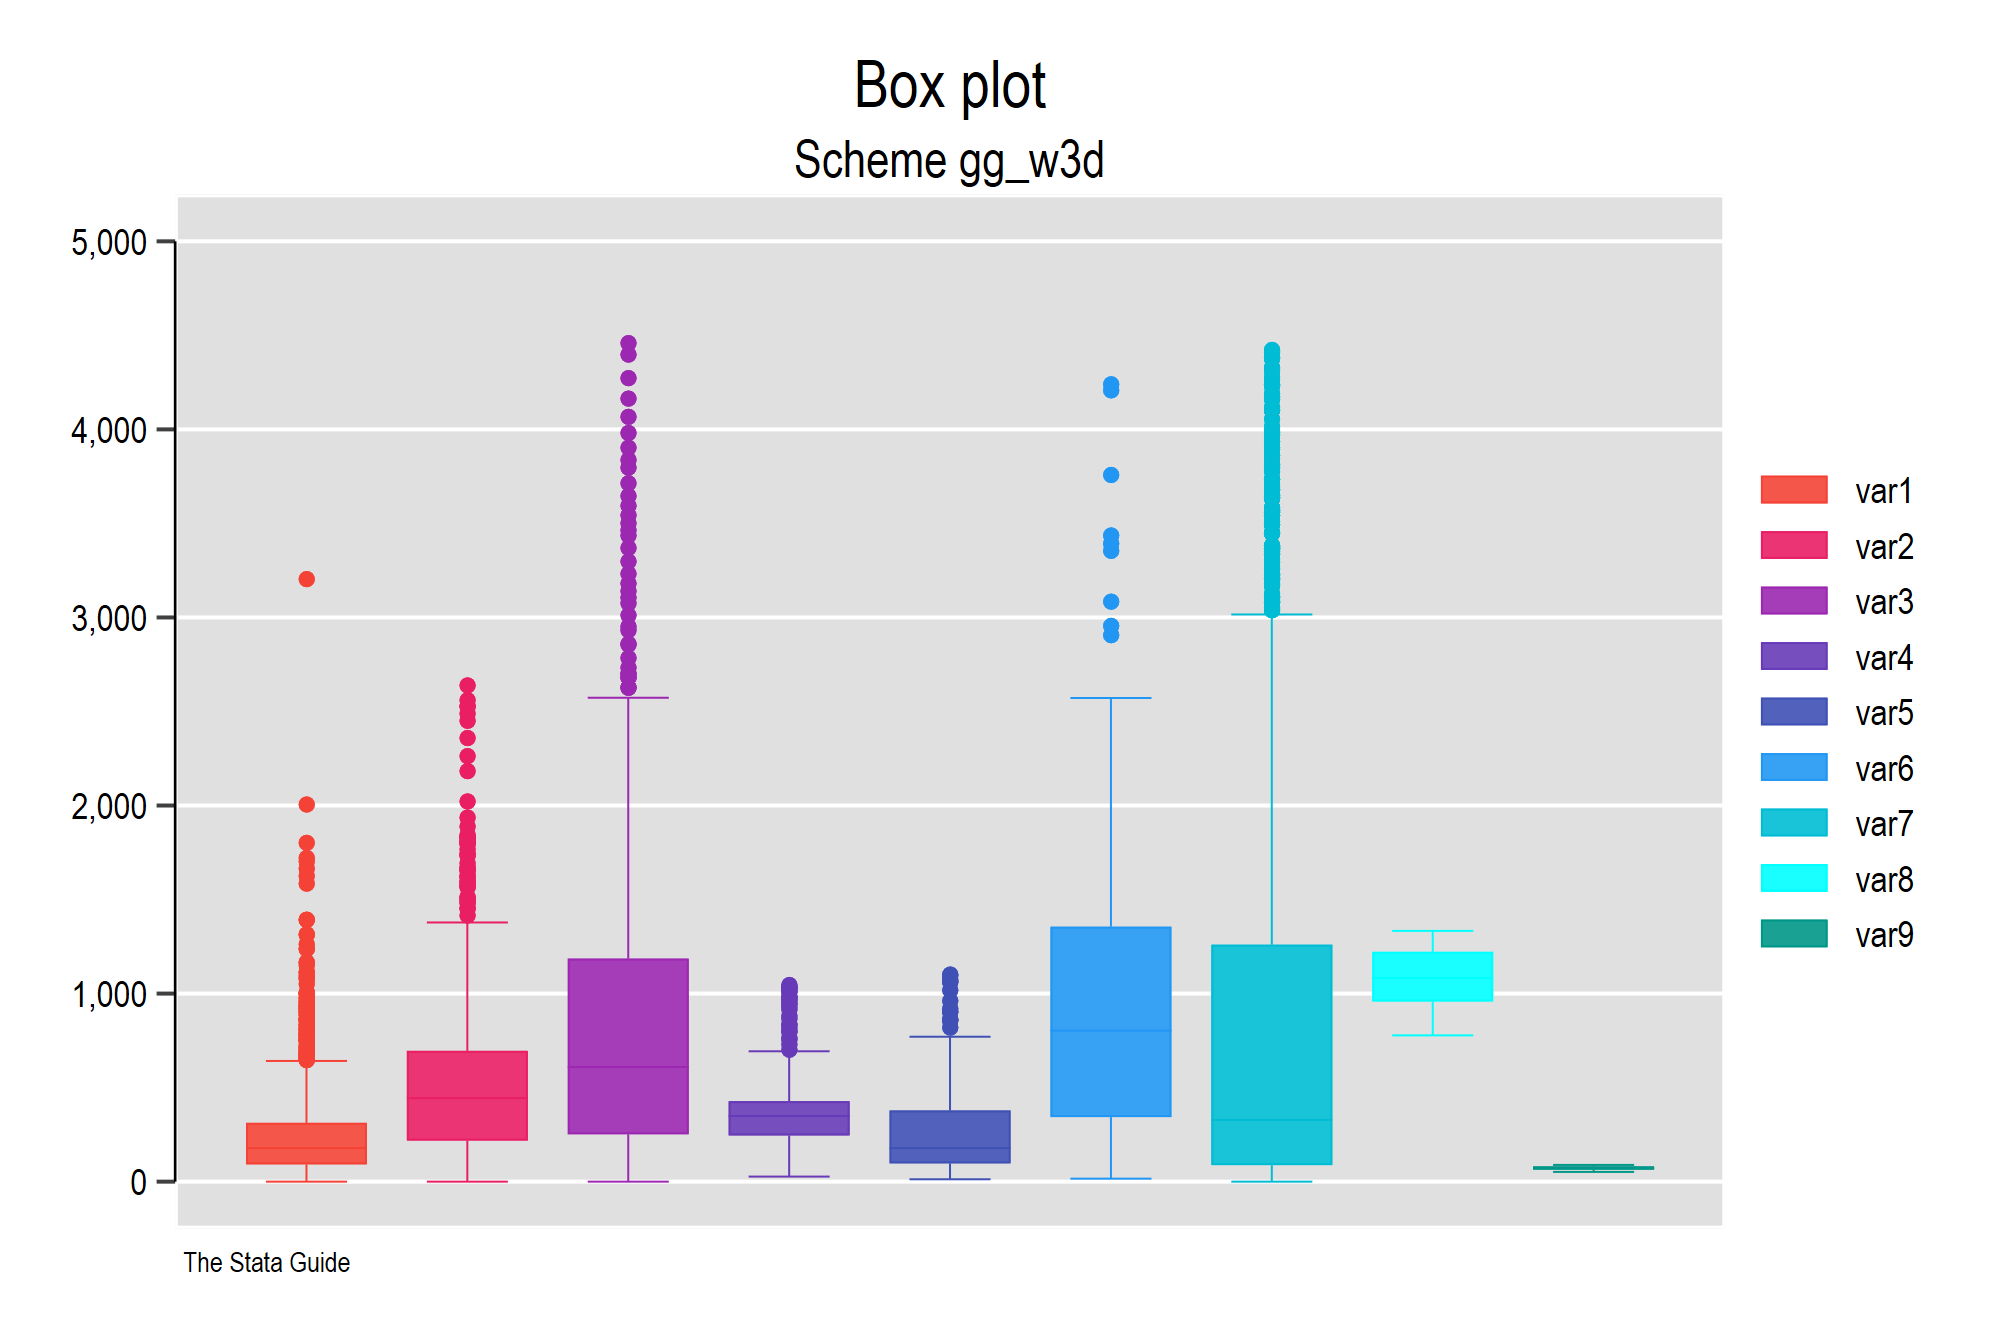 Box plot
Scheme gg_w3d
5,000
4,000
3,000
2,000
1,000
0
var1
var2
var3
var4
var5
var6
var7
var8
var9
The Stata Guide